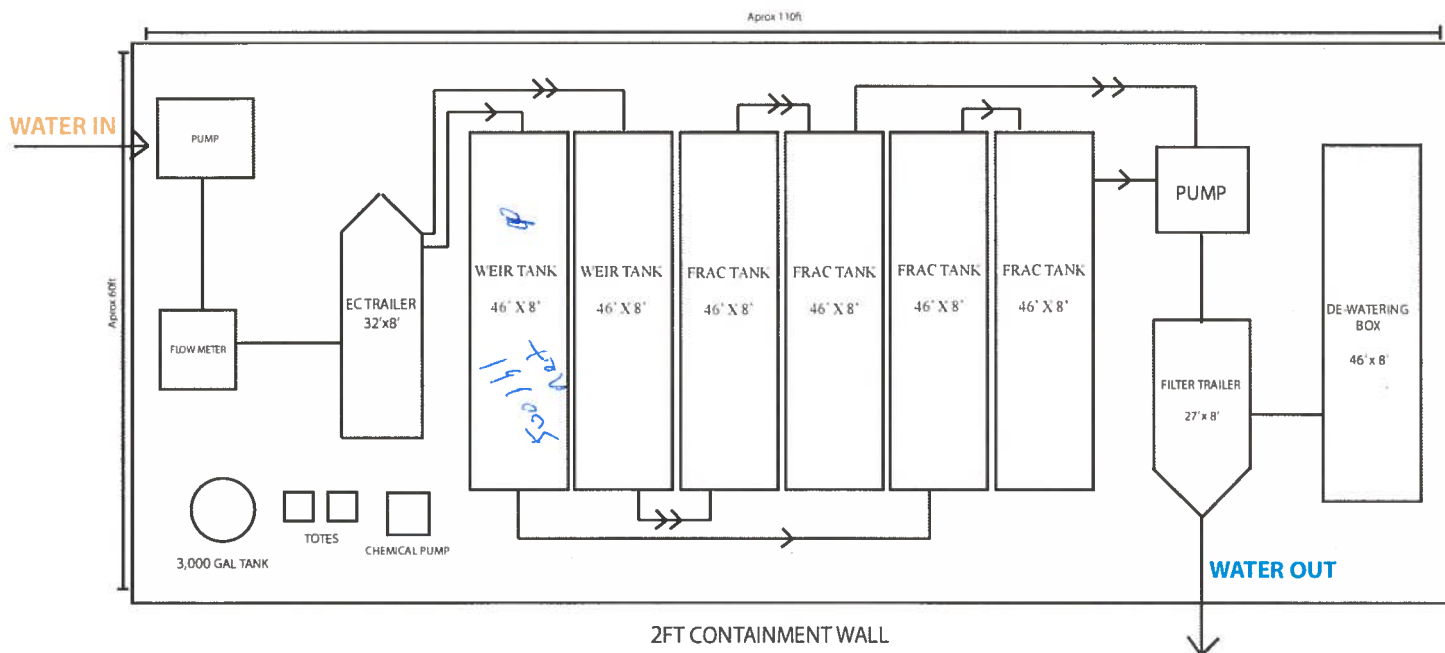 Aprox 110ft
Aprox 60ft
WATER IN
PUMP
FLOW METER
EC TRAILER
32'x8'
WEIR TANK
46' X 8'
WEIR TANK
46' X 8'
FRAC TANK
46' X 8'
FRAC TANK
46' X 8'
FRAC TANK
46' X 8'
FRAC TANK
46' X 8'
PUMP
FILTER TRAILER
27' x 8'
DE-WATERING
BOX
46' x 8'
3,000 GAL TANK
TOTES
CHEMICAL PUMP
WATER OUT
2FT CONTAINMENT WALL